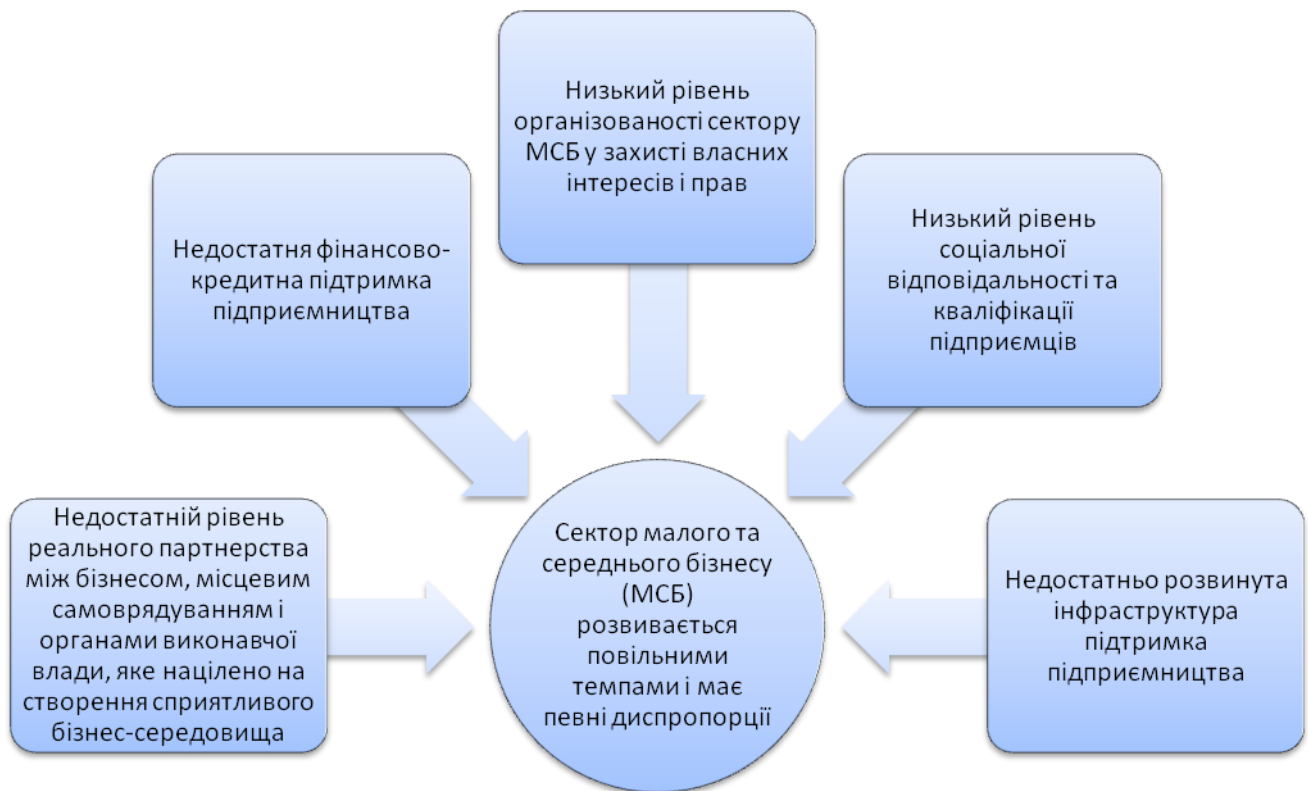 Низький рівень
організованості сектору
МСБ у захисті власних
інтересів і прав
Недостатня фінансово-
кредитна підтримка
підприємництва
Низький рівень
соціальної
відповідальності та
кваліфікації
підприємців
Недостатній рівень
реального партнерства
між бізнесом, місцевим
самоврядуванням і
органами виконавчої
влади, яке націлено на
створення сприятливого
бізнес-середовища
Сектор малого та
середнього бізнесу
(МСБ)
розвивається
повільними
темпами і має
певні диспропорції
Недостатньо розвинута
інфраструктура
підтримка
підприємництва